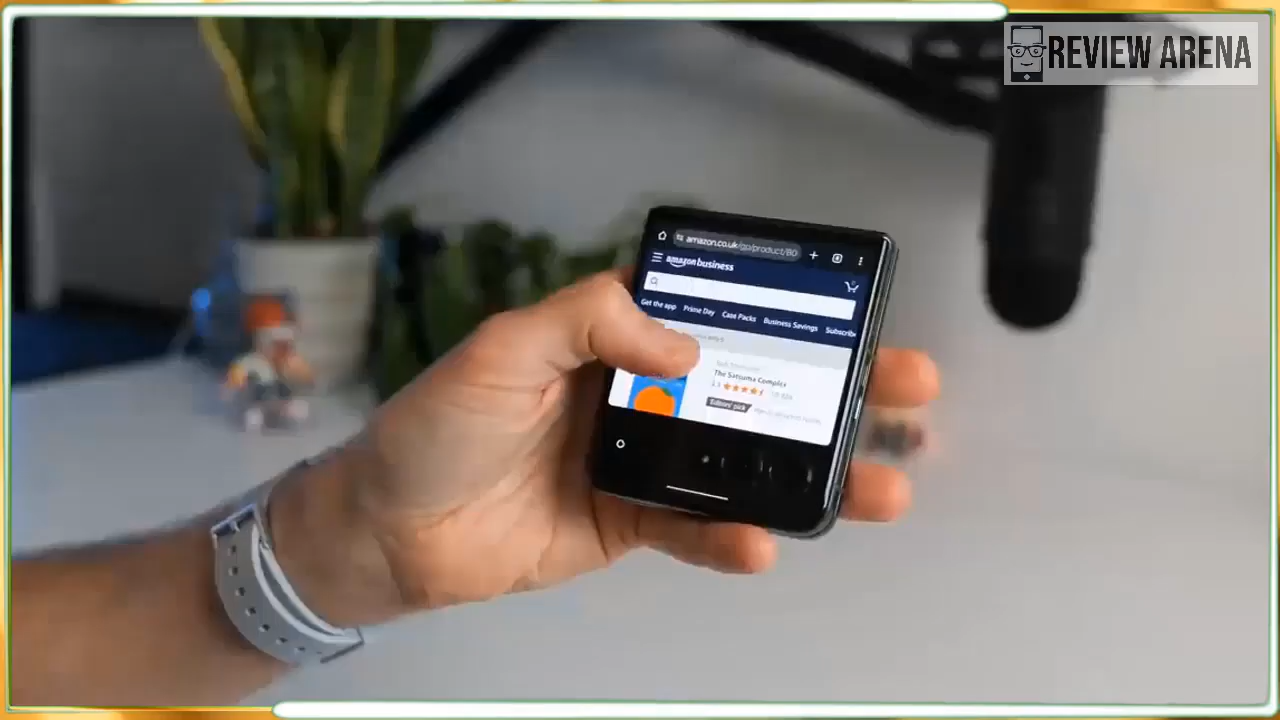 REVIEW ARENA
amazon.co.uk/gp/product/B0
amazon business
Get the app Prime Day Case Packs Business Savings Subscrib
The Satsuma Complex
Editors' pick